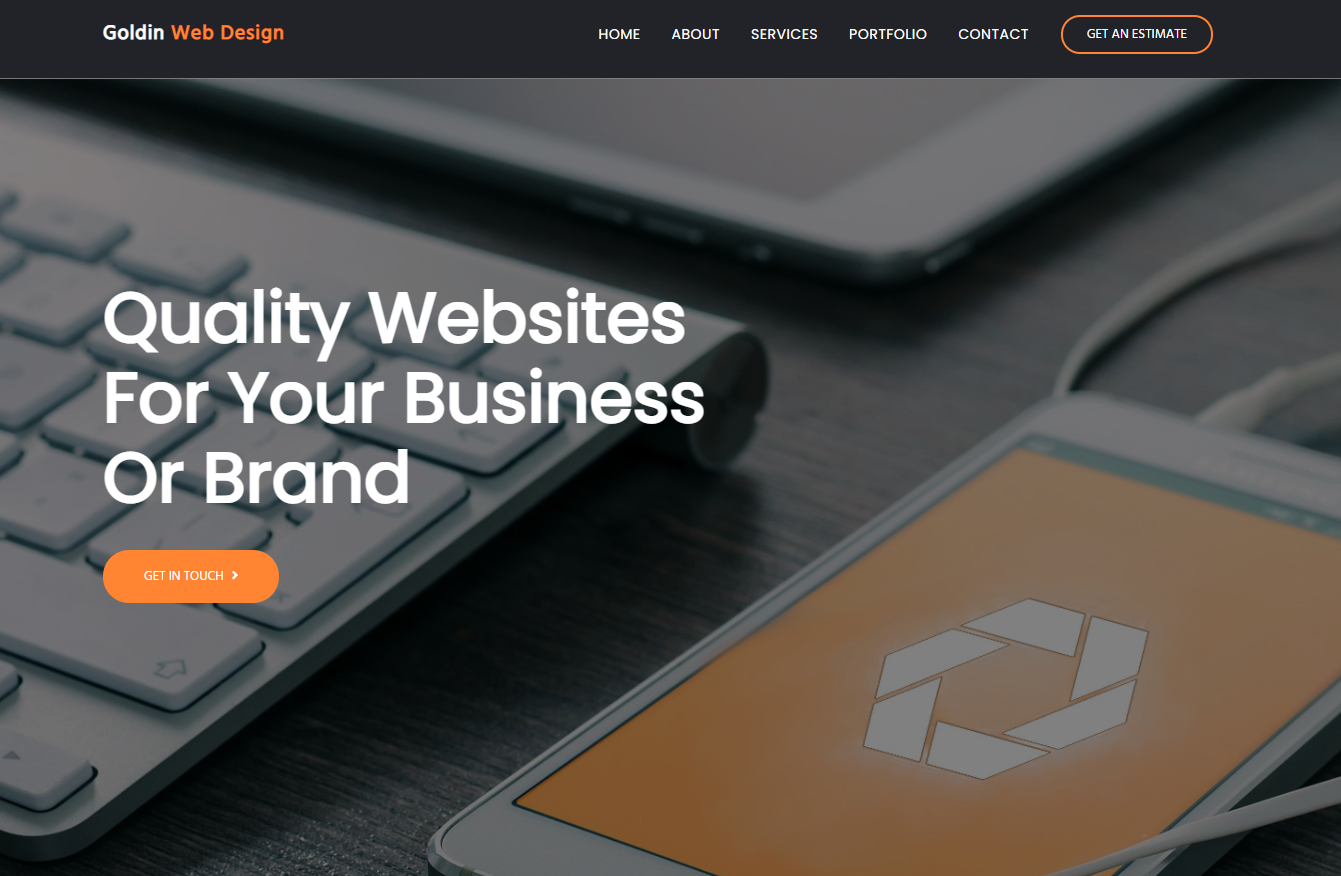 Goldin Web Design
HOME
ABOUT
SERVICES
PORTFOLIO
CONTACT
GET AN ESTIMATE
Quality Websites
For Your Business
Or Brand
GET IN TOUCH